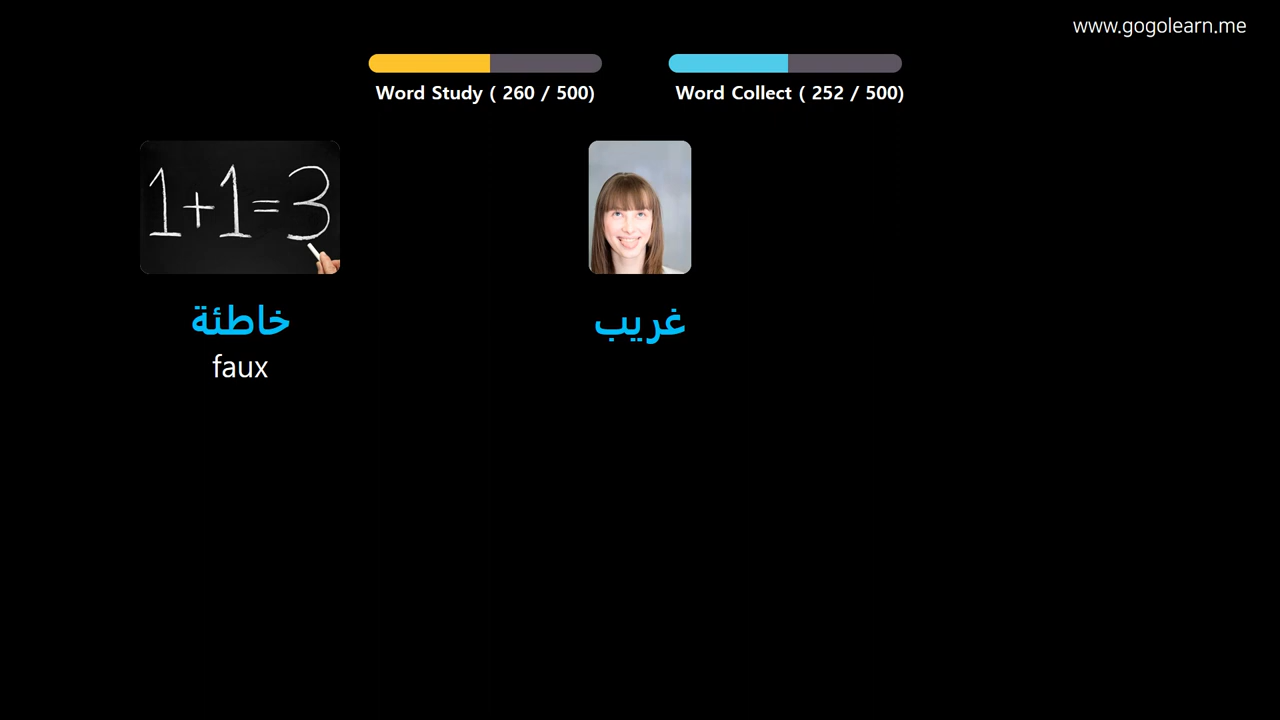 www.gogolearn.me
Word Study ( 260 / 500)
Word Collect ( 252 / 500)
1+1=3
خاطئة
faux
غريب